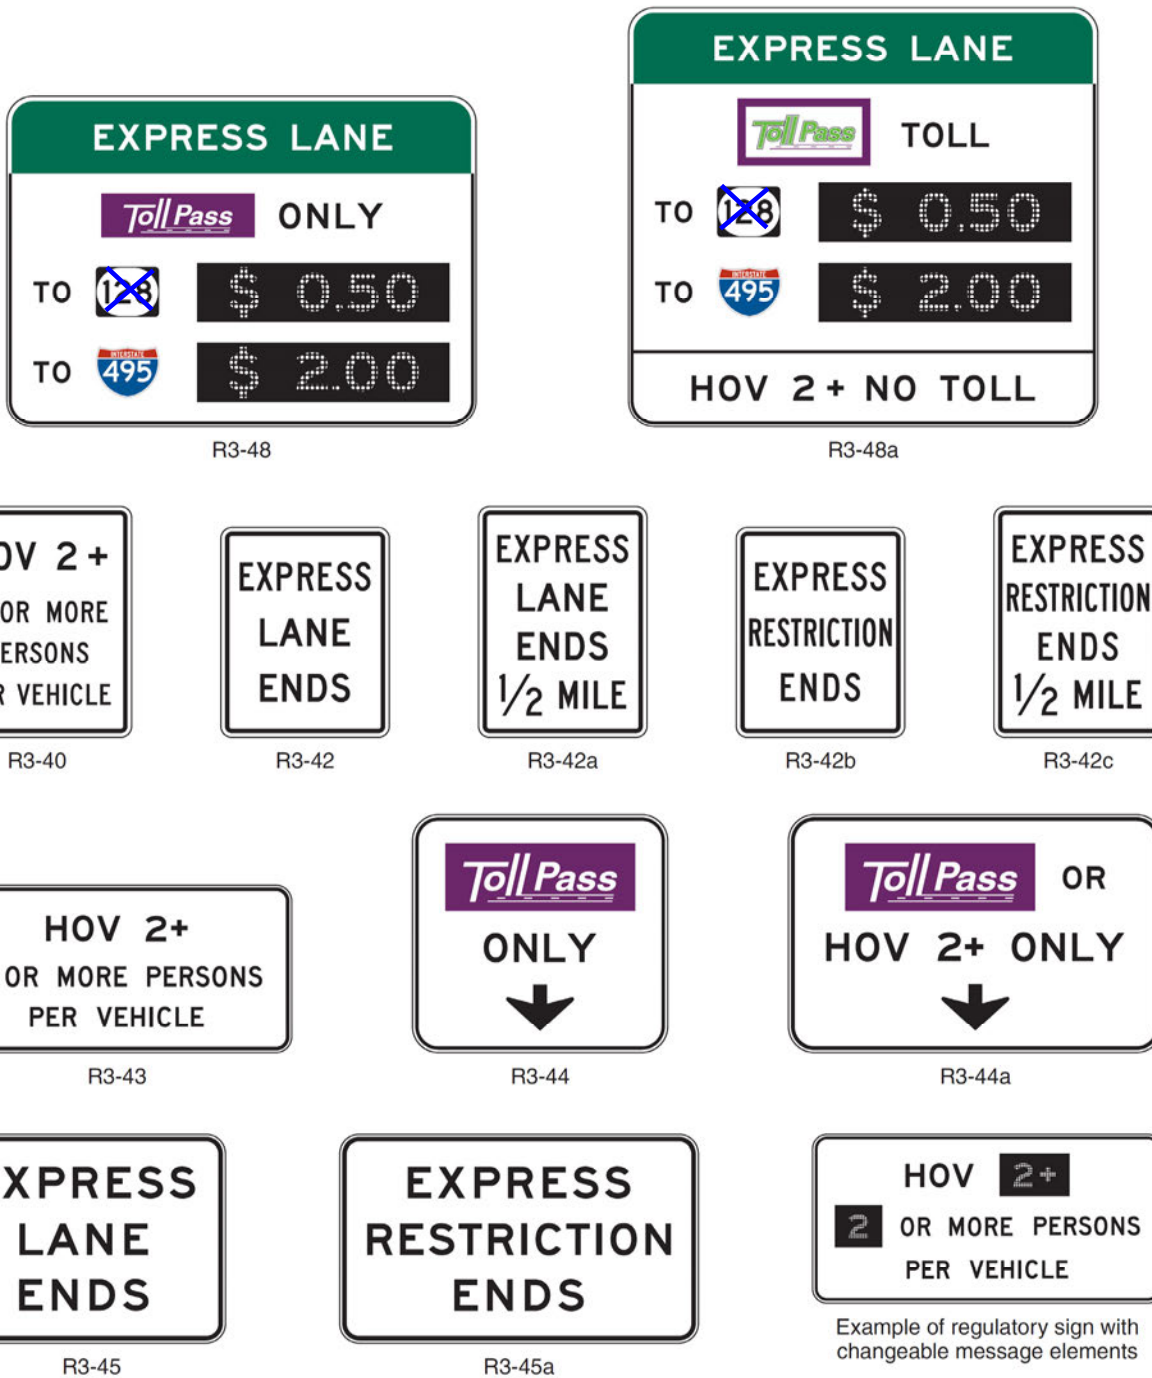 EXPRESS LANE
Toll Pass ONLY
TO 128 $ 0.50
TO INTERSTATE 495 $ 2.00
R3-48
EXPRESS LANE
Toll Pass TOLL
TO 128 $ 0.50
TO INTERSTATE 495 $ 2.00
HOV 2+ NO TOLL
R3-48a
OV 2+
OR MORE
ERSONS
R VEHICLE
R3-40
EXPRESS
LANE
ENDS
R3-42
EXPRESS
LANE
ENDS
1/2 MILE
R3-42a
EXPRESS
RESTRICTION
ENDS
R3-42b
EXPRESS
RESTRICTION
ENDS
1/2 MILE
R3-42c
HOV 2+
OR MORE PERSONS
PER VEHICLE
R3-43
Toll Pass
ONLY
R3-44
Toll Pass OR
HOV 2+ ONLY
R3-44a
XPRESS
LANE
ENDS
R3-45
EXPRESS
RESTRICTION
ENDS
R3-45a
HOV 2+
2 OR MORE PERSONS
PER VEHICLE
Example of regulatory sign with
changeable message elements